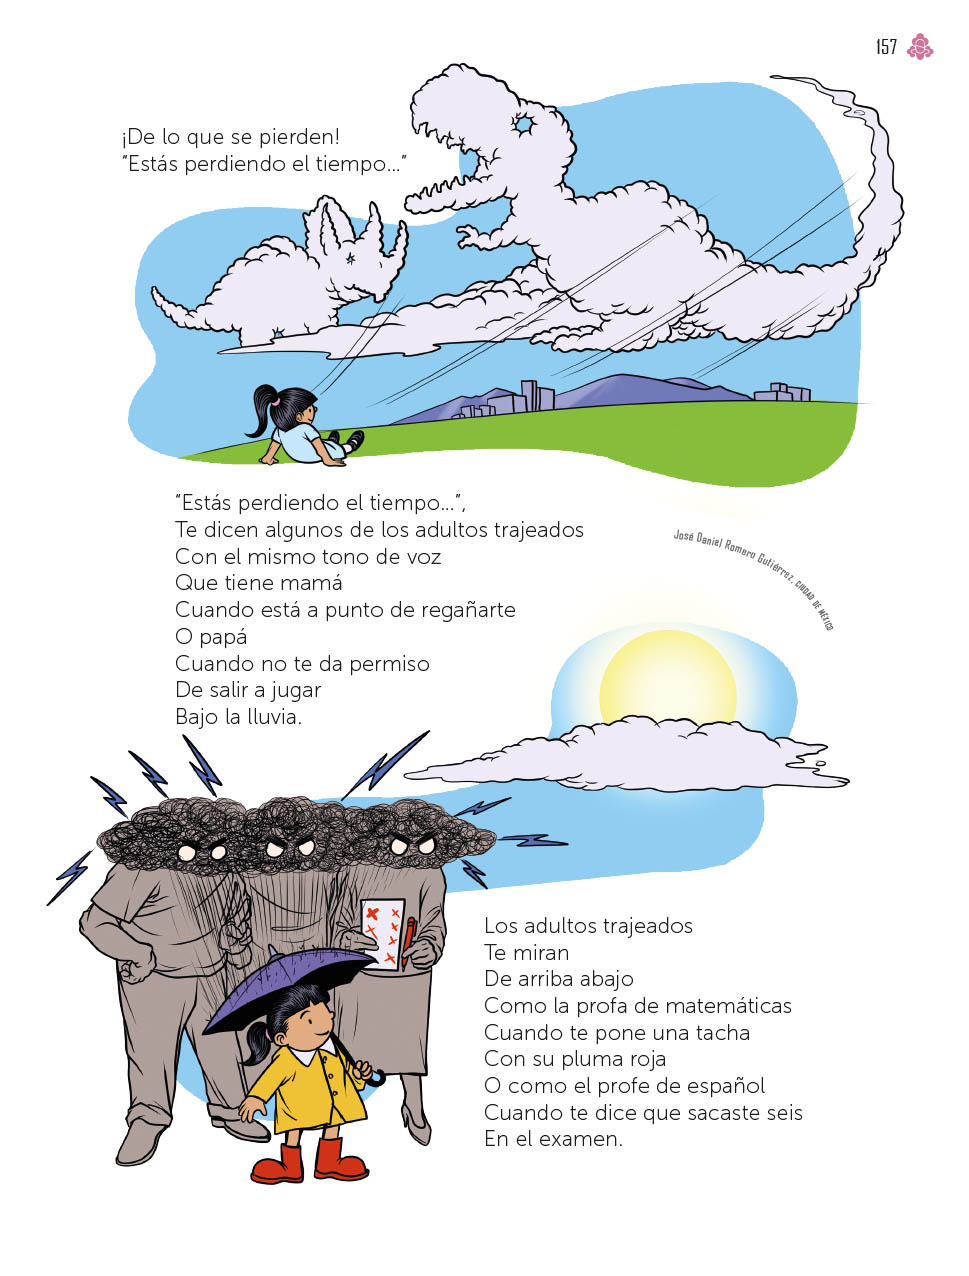 157
¡De lo que se pierden!
“Estás perdiendo el tiempo...”
“Estás perdiendo el tiempo...”,
Te dicen algunos de los adultos trajeados
Con el mismo tono de voz
Que tiene mamá
Cuando está a punto de regañarte
O papá
Cuando no te da permiso
De salir a jugar
Bajo la lluvia.
José Daniel Romero Gutiérrez, CIUDAD DE MÉXICO
Los adultos trajeados
Te miran
De arriba abajo
Como la profa de matemáticas
Cuando te pone una tacha
Con su pluma roja
O como el profe de español
Cuando te dice que sacaste seis
En el examen.